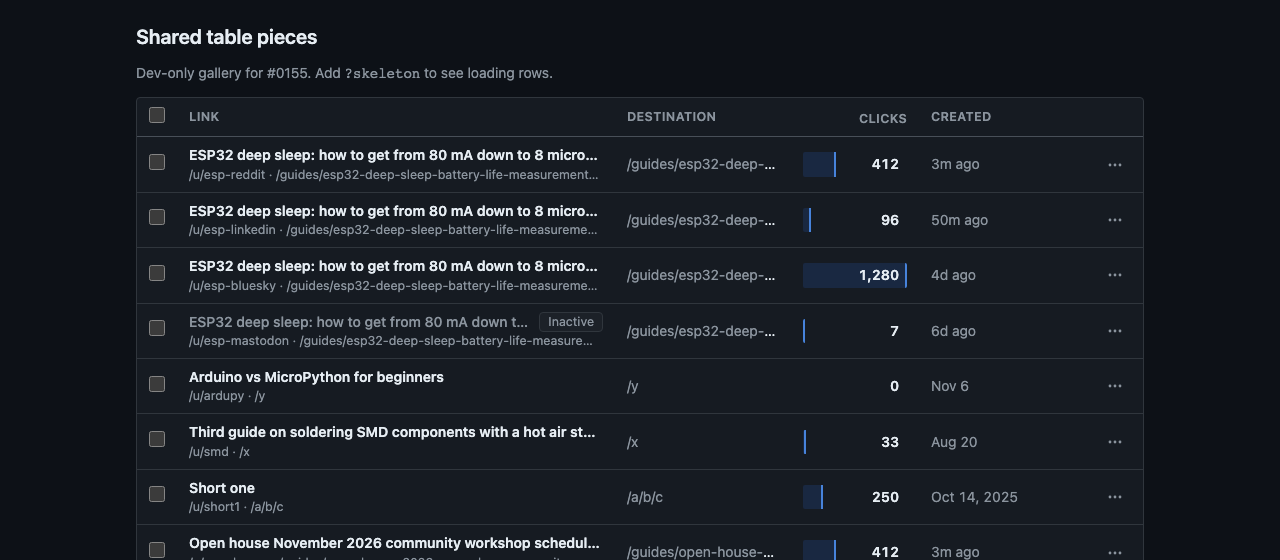 Shared table pieces
Dev-only gallery for #0155. Add ?skeleton to see loading rows.
LINK DESTINATION CLICKS CREATED
ESP32 deep sleep: how to get from 80 mA down to 8 micro...
/u/esp-reddit · /guides/esp32-deep-sleep-battery-life-measurement...
/guides/esp32-deep-... 412 3m ago ···
ESP32 deep sleep: how to get from 80 mA down to 8 micro...
/u/esp-linkedin · /guides/esp32-deep-sleep-battery-life-measureme...
/guides/esp32-deep-... 96 50m ago ···
ESP32 deep sleep: how to get from 80 mA down to 8 micro...
/u/esp-bluesky · /guides/esp32-deep-sleep-battery-life-measureme...
/guides/esp32-deep-... 1,280 4d ago ···
ESP32 deep sleep: how to get from 80 mA down t... Inactive
/u/esp-mastodon · /guides/esp32-deep-sleep-battery-life-measure...
/guides/esp32-deep-... 7 6d ago ···
Arduino vs MicroPython for beginners
/u/ardupy · /y
/y 0 Nov 6 ···
Third guide on soldering SMD components with a hot air st...
/u/smd · /x
/x 33 Aug 20 ···
Short one
/u/short1 · /a/b/c
/a/b/c 250 Oct 14, 2025 ···
Open house November 2026 community workshop schedul...
/guides/open-house-... 412 3m ago ···